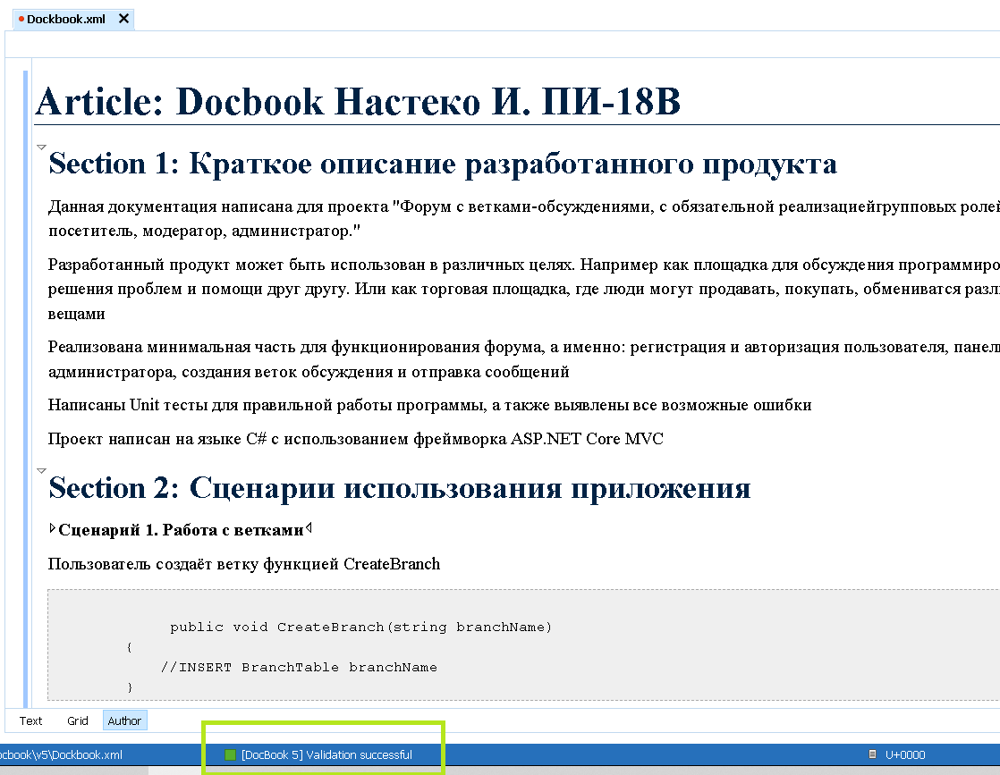 Dockbook.xml
Article: Docbook Настеко И. ПИ-18В
Section 1: Краткое описание разработанного продукта
Данная документация написана для проекта "Форум с ветками-обсуждениями, с обязательной реализациейгрупповых ролей
посетитель, модератор, администратор."
Разработанный продукт может быть использован в различных целях. Например как площадка для обсуждения программиро
решения проблем и помощи друг другу. Или как торговая площадка, где люди могут продавать, покупать, обмениватся разл
вещами
Реализована минимальная часть для функционирования форума, а именно: регистрация и авторизация пользователя, панел
администратора, создания веток обсуждения и отправка сообщений
Написаны Unit тесты для правильной работы программы, а также выявлены все возможные ошибки
Проект написан на языке C# с использованием фреймворка ASP.NET Core MVC
Section 2: Сценарии использования приложения
Сценарий 1. Работа с ветками
Пользователь создаёт ветку функцией CreateBranch
public void CreateBranch(string branchName)
{
//INSERT BranchTable branchName
}
Text Grid Author
ocbook\v5\Dockbook.xml [DocBook 5] Validation successful U+0000